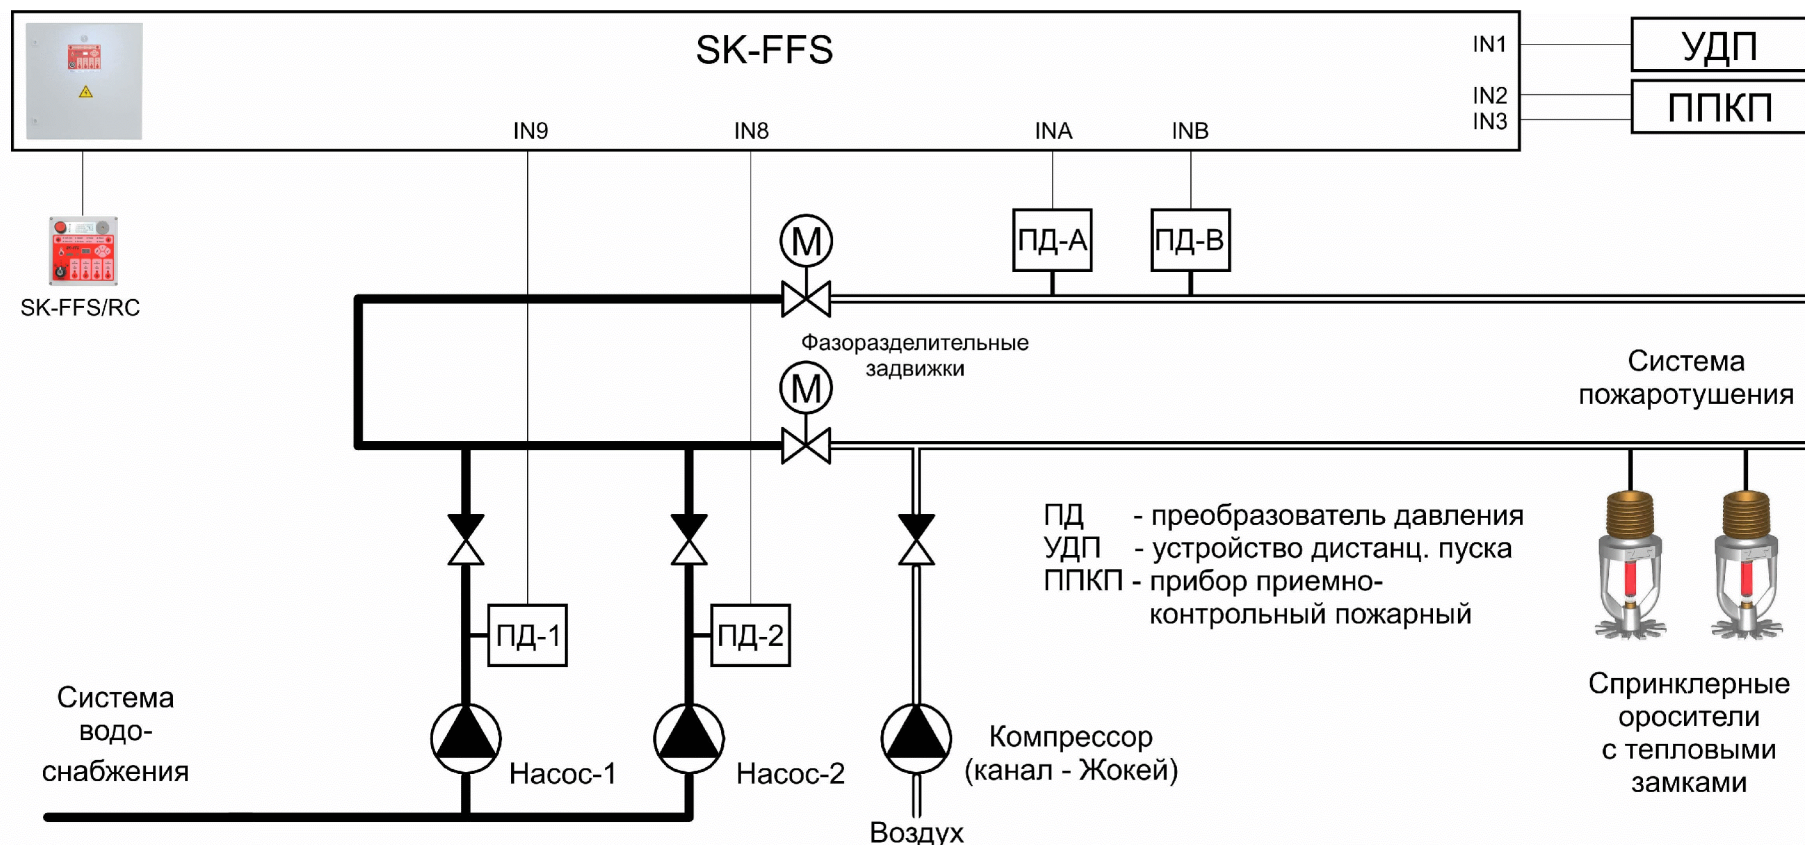 SK-FFS
IN1
УДП
IN2
IN3
ППКП
IN9
IN8
INA
INB
SK-FFS/RC
М
ПД-А
ПД-В
Фазоразделительные
задвижки
М
Система
пожаротушения
ПД - преобразователь давления
УДП - устройство дистанц. пуска
ППКП - прибор приемно-
контрольный пожарный
ПД-1
ПД-2
Система
водо-
снабжения
Насос-1
Насос-2
Компрессор
(канал - Жокей)
Воздух
Спринклерные
оросители
с тепловыми
замками